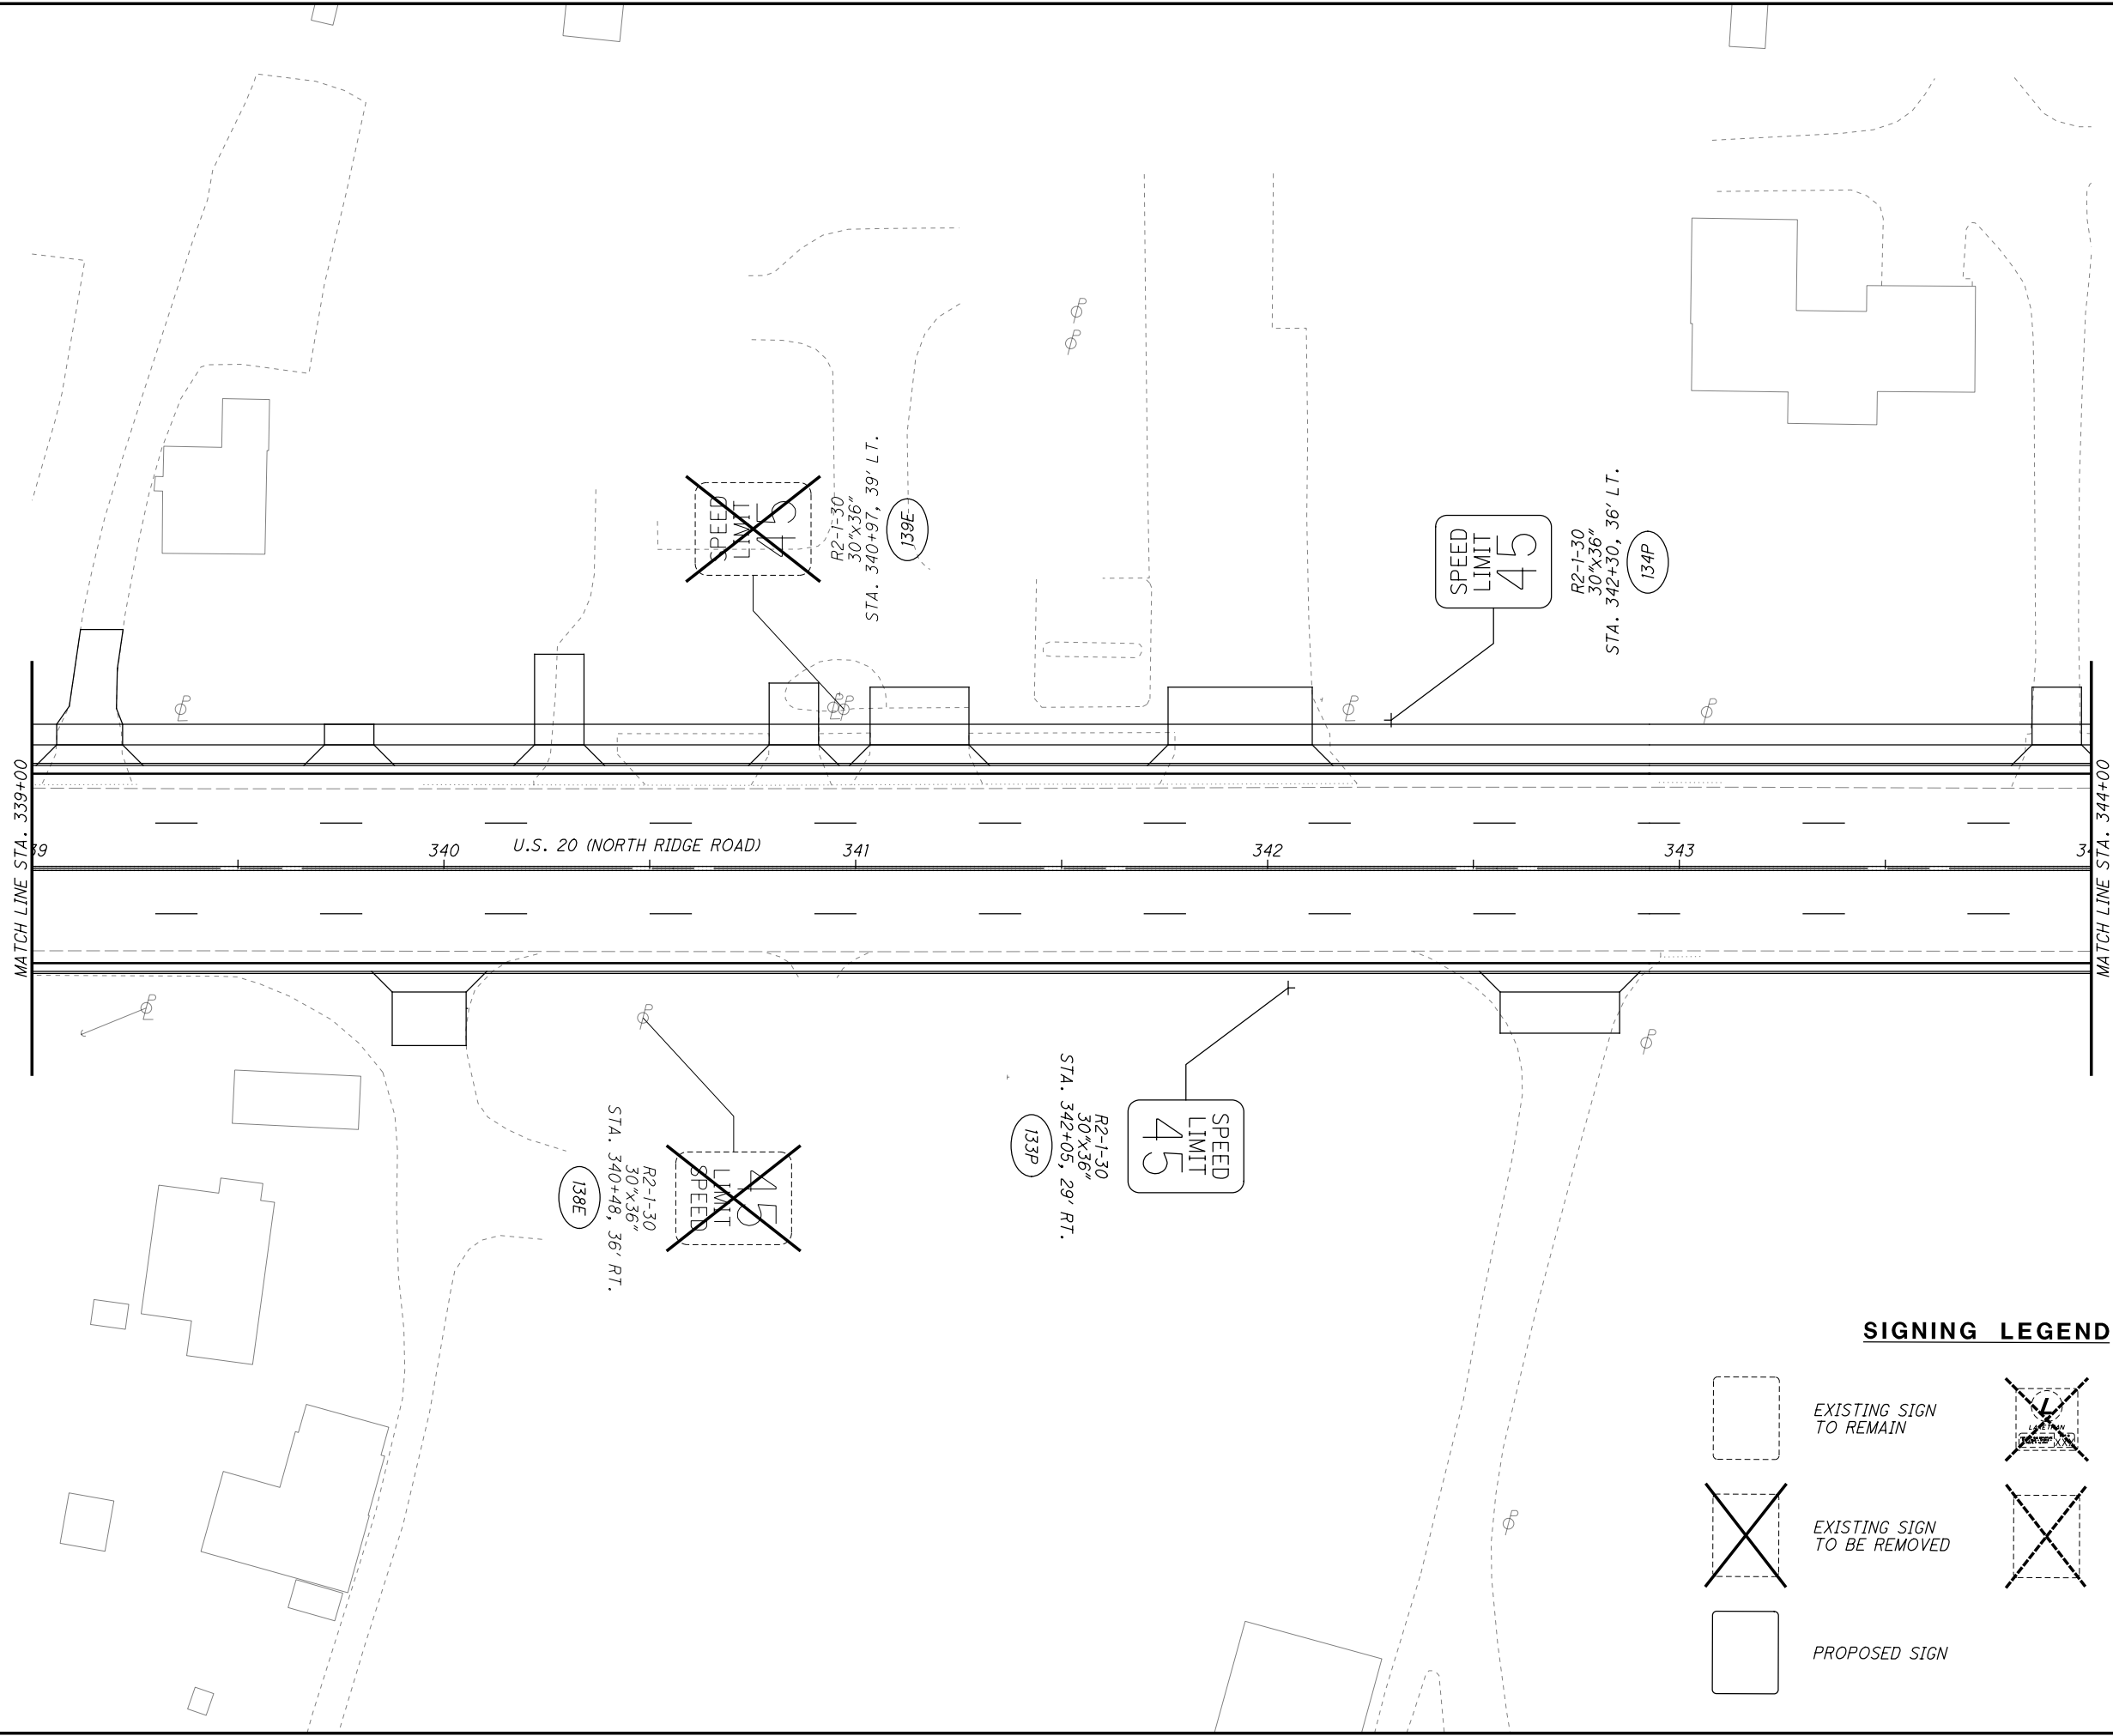 SPEED
LIMIT
45
R2-1-30
30"x36"
STA. 340+97, 39' LT.
139E
SPEED
LIMIT
45
R2-1-30
30"x36"
STA. 342+30, 36' LT.
134P
MATCH LINE STA. 339+00
39
340
U.S. 20 (NORTH RIDGE ROAD)
341
342
343
34
MATCH LINE STA. 344+00
P
P
P
P
P
P
P
P
P
P
P
SPEED
LIMIT
45
R2-1-30
30"x36"
STA. 340+48, 36' RT.
138E
SPEED
LIMIT
45
R2-1-30
30"x36"
STA. 342+05, 29' RT.
133P
SIGNING LEGEND
EXISTING SIGN
TO REMAIN
EXISTING SIGN
TO BE REMOVED
PROPOSED SIGN